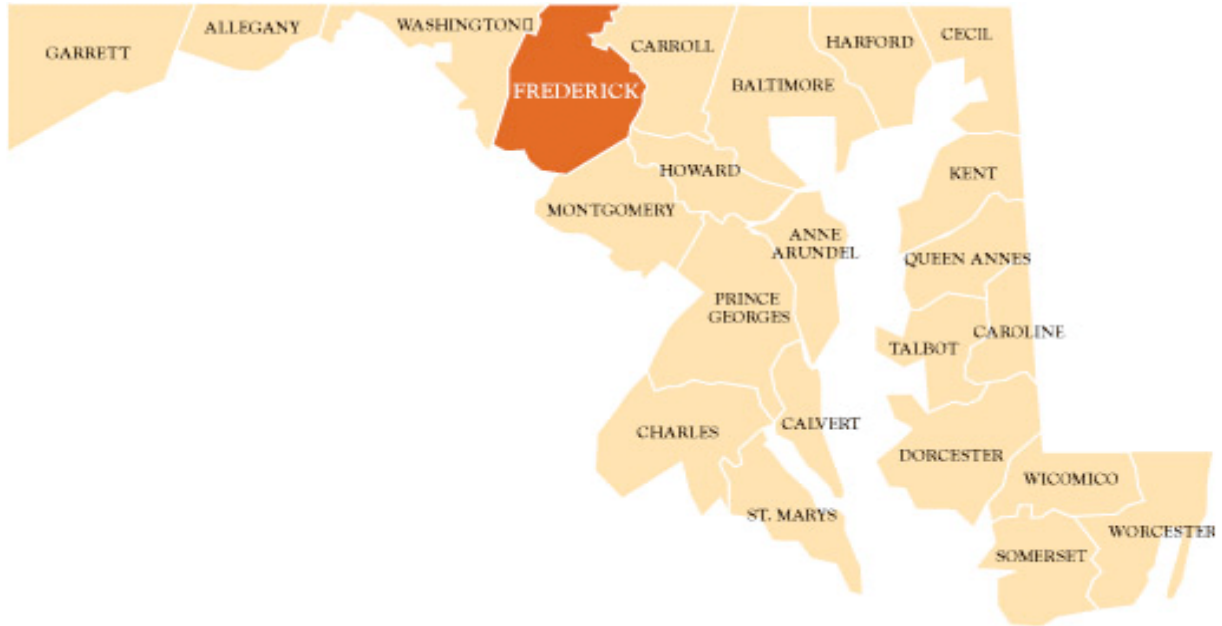 GARRETT
ALLEGANY
WASHINGTON▯
FREDERICK
CARROLL
BALTIMORE
HARFORD
CECIL
HOWARD
MONTGOMERY
KENT
ANNE
ARUNDEL
QUEEN ANNES
PRINCE
GEORGES
TALBOT
CAROLINE
CHARLES
CALVERT
DORCESTER
ST. MARYS
WICOMICO
SOMERSET
WORCESTER